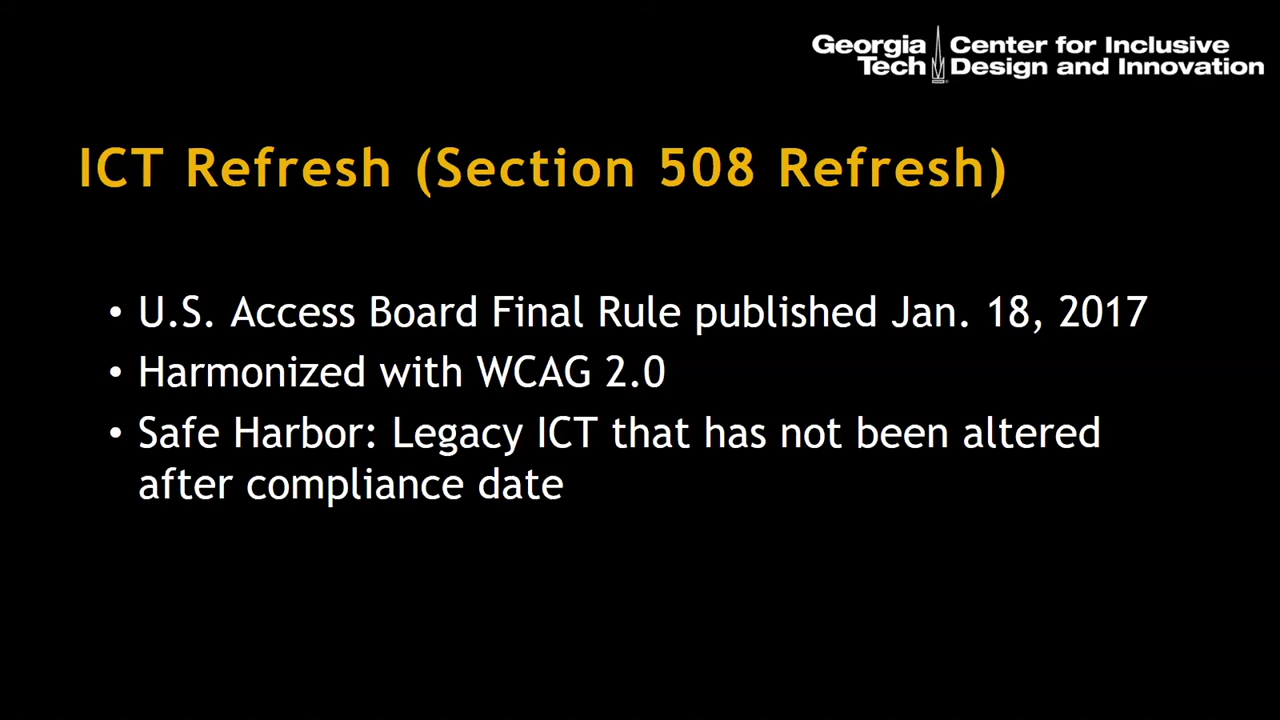 Georgia Tech
Center for Inclusive Design and Innovation
ICT Refresh (Section 508 Refresh)
• U.S. Access Board Final Rule published Jan. 18, 2017
• Harmonized with WCAG 2.0
• Safe Harbor: Legacy ICT that has not been altered
after compliance date